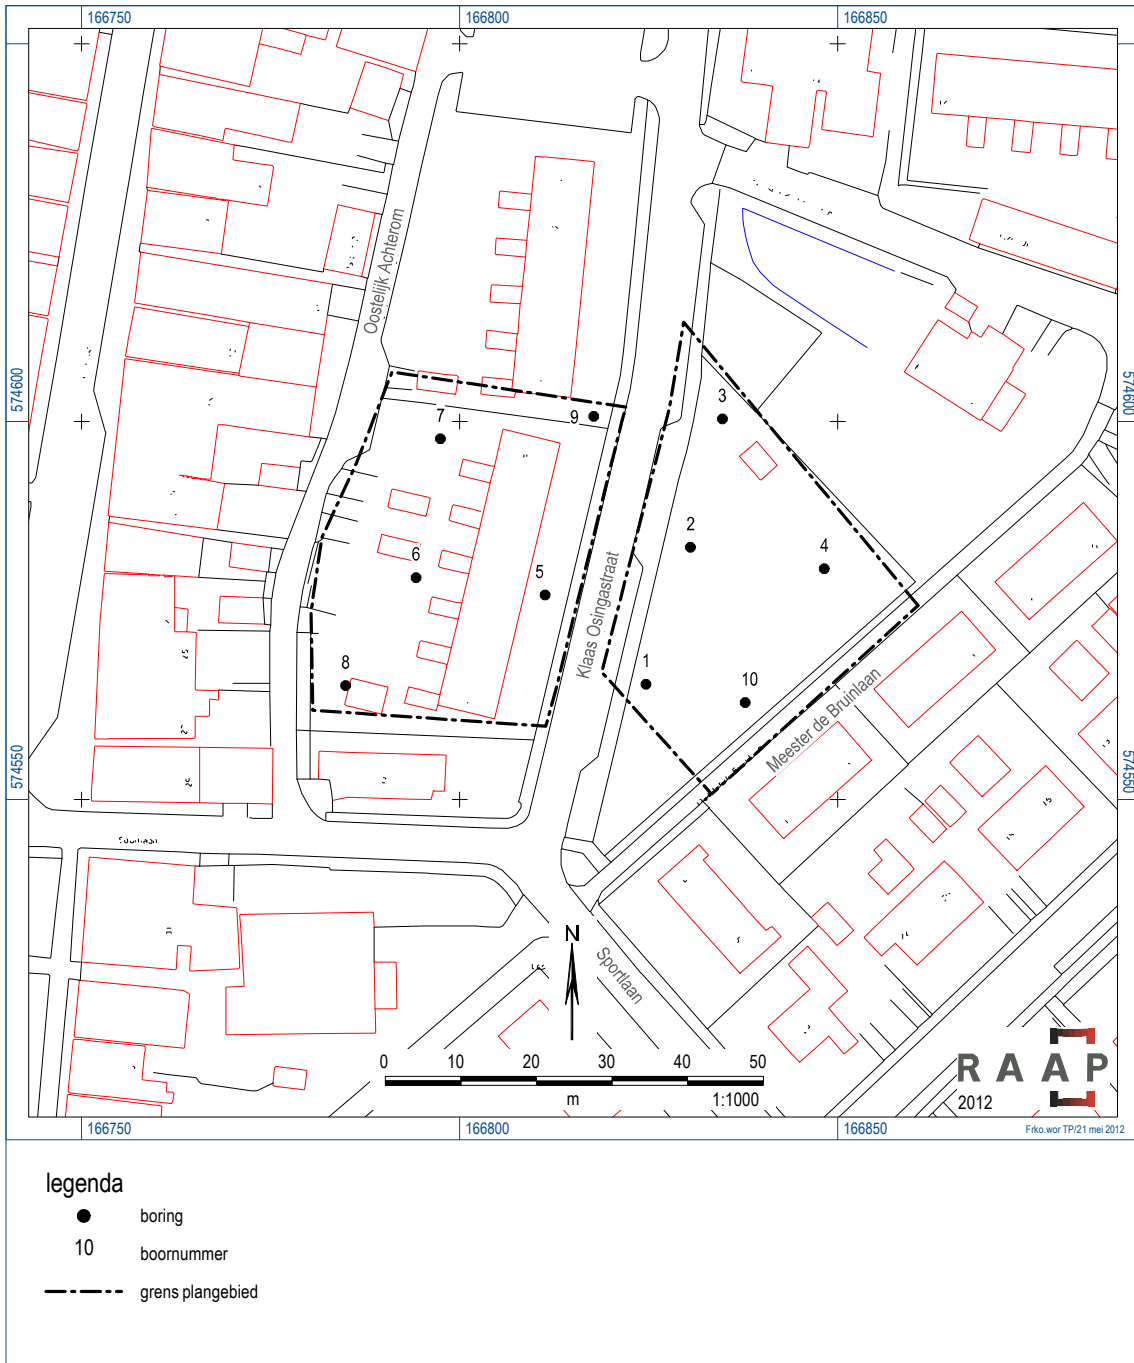 166750
166800
166850
574600
574600
Oostelijk Achterom
7
9
3
2
4
6
5
Klaas Osingastraat
8
1
10
Meester de Bruinlaan
574550
574550
N
Sportlaan
0 10 20 30 40 50
m 1:1000
RAAP
2012
166750
166800
166850
Frko.wor TP/21 mei 2012
legenda
boring
10 boornummer
grens plangebied